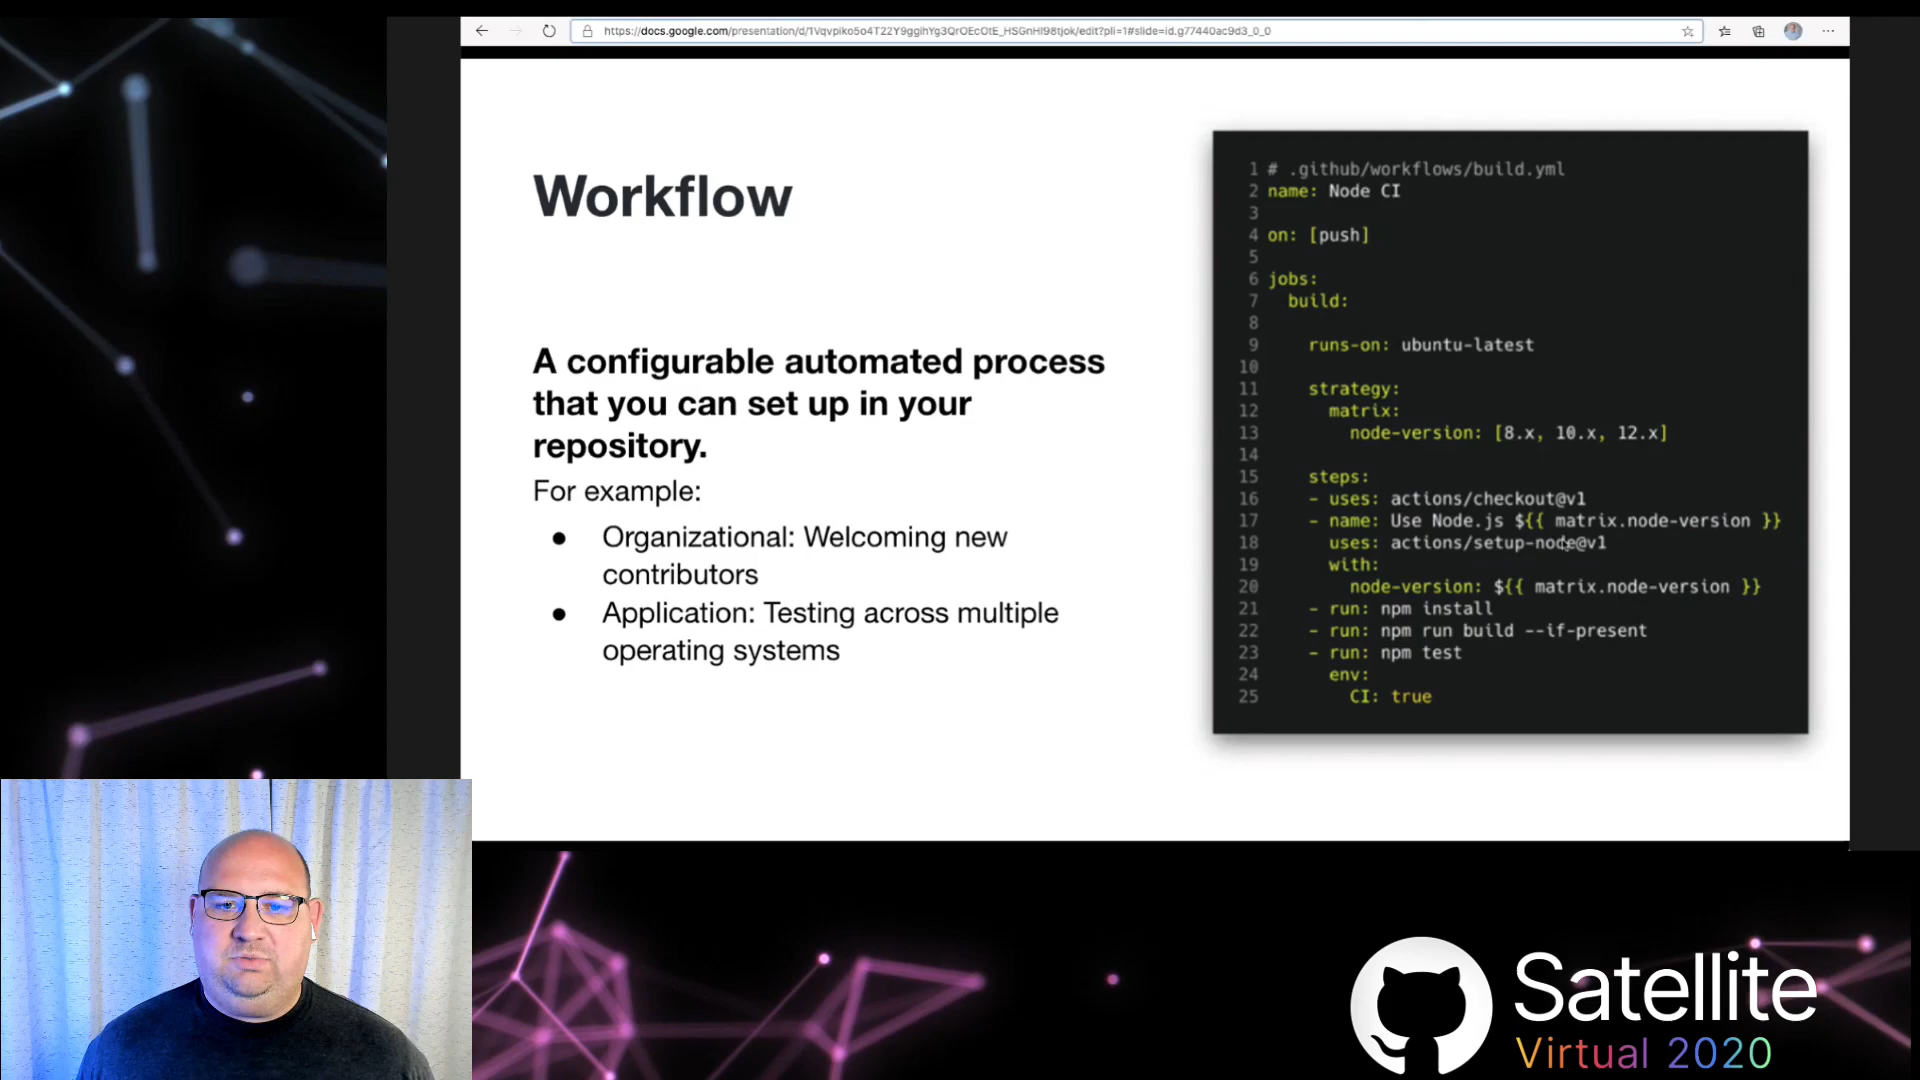 https://docs.google.com/presentation/d/1Vqvpiko5o4T22Y9ggihYg3QrOEcOtE_HSGnHl98tjok/edit?pli=1#slide=id.g77440ac9d3_0_0
Workflow
A configurable automated process
that you can set up in your
repository.
For example:
● Organizational: Welcoming new
contributors
● Application: Testing across multiple
operating systems
1 # .github/workflows/build.yml
2 name: Node CI
3
4 on: [push]
5
6 jobs:
7   build:
8
9     runs-on: ubuntu-latest
10
11     strategy:
12       matrix:
13         node-version: [8.x, 10.x, 12.x]
14
15     steps:
16     - uses: actions/checkout@v1
17     - name: Use Node.js ${{ matrix.node-version }}
18       uses: actions/setup-node@v1
19       with:
20         node-version: ${{ matrix.node-version }}
21     - run: npm install
22     - run: npm run build --if-present
23     - run: npm test
24       env:
25         CI: true
Satellite
Virtual 2020